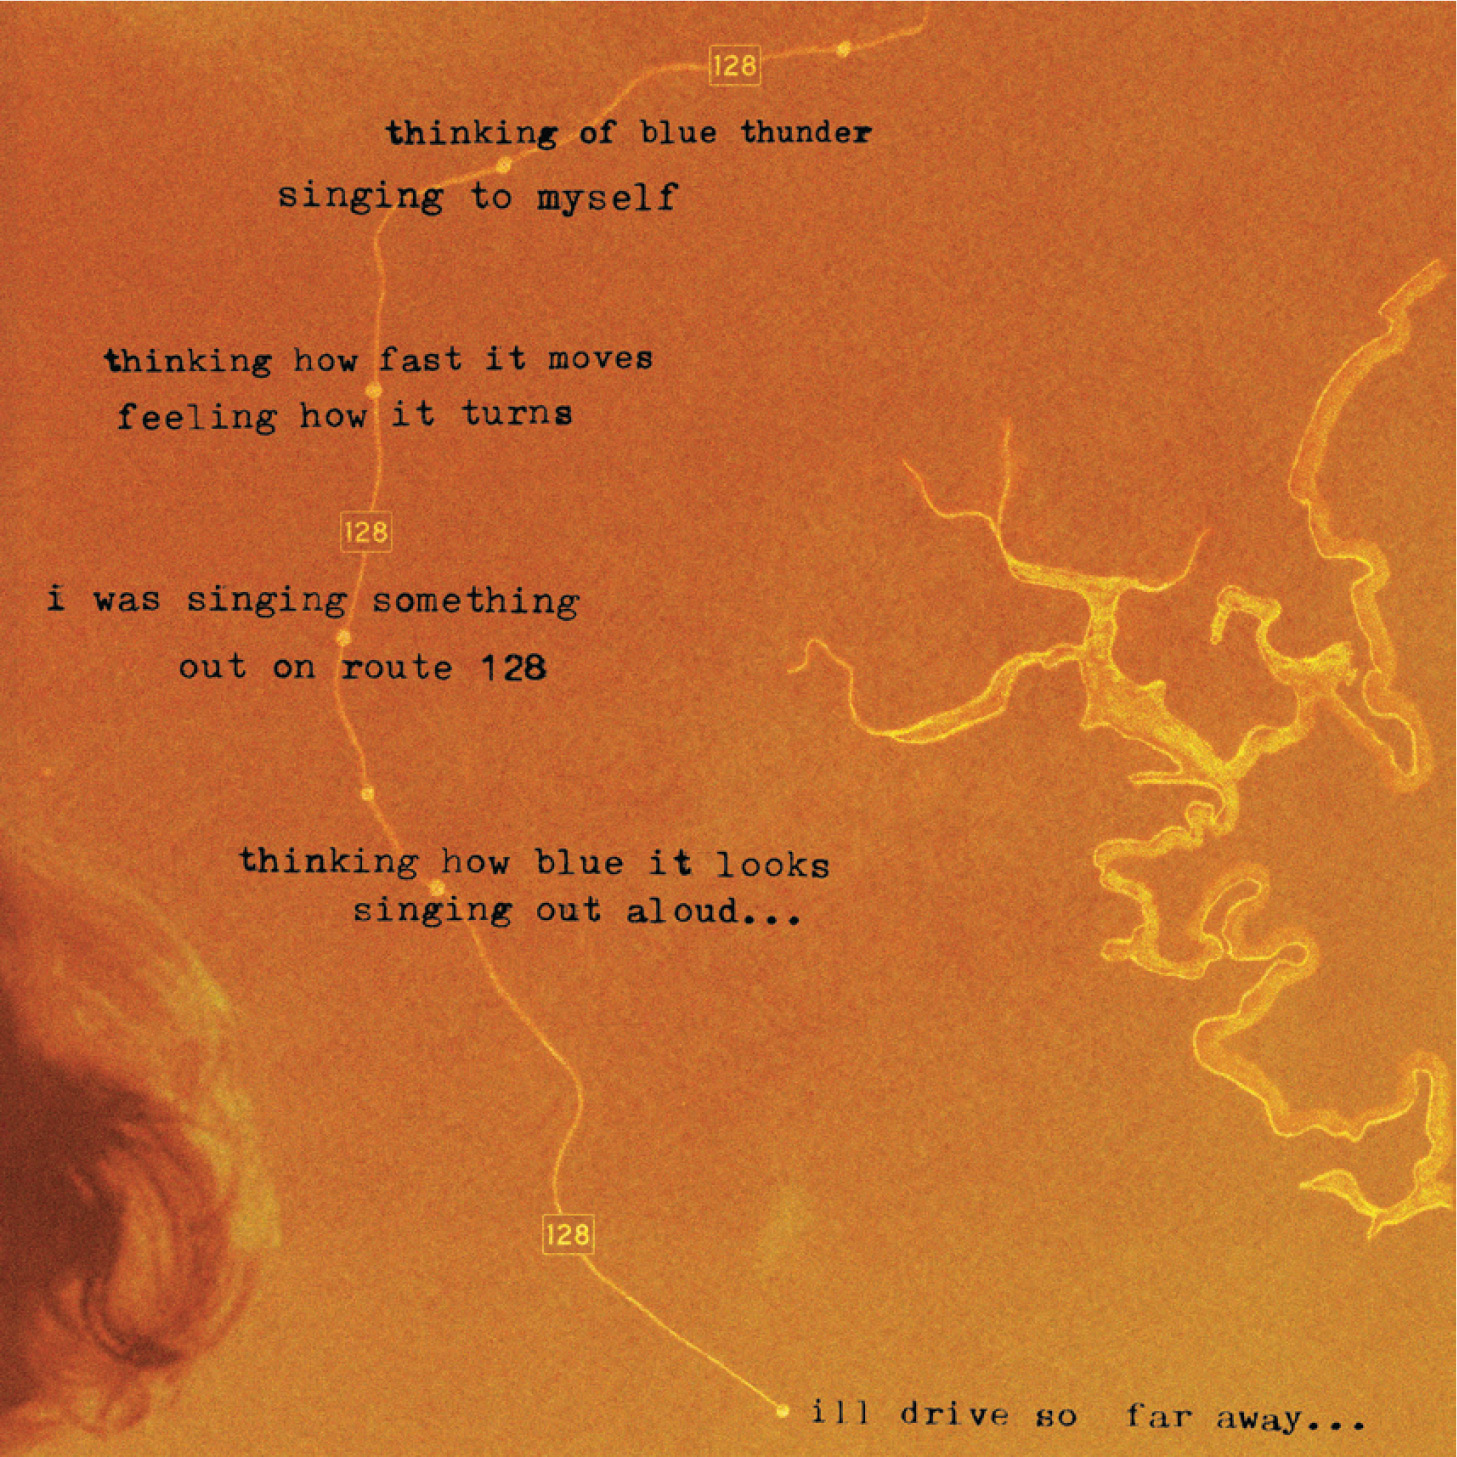 128
thinking of blue thunder
singing to myself
thinking how fast it moves
feeling how it turns
128
i was singing something
out on route 128
thinking how blue it looks
singing out aloud...
128
ill drive so far away...